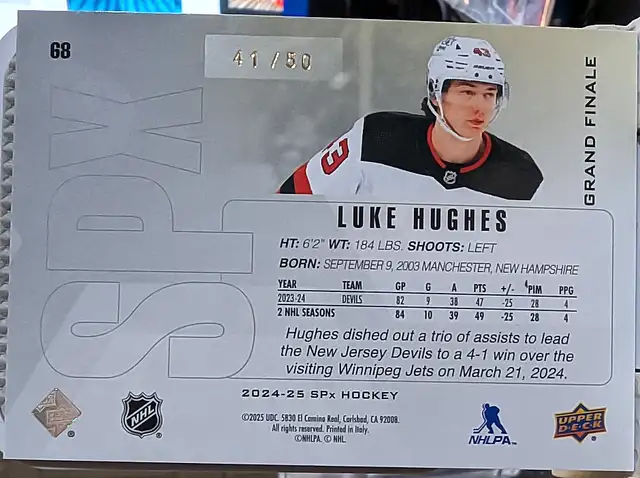 68
41/50
43
43
GRAND FINALE
SPX
LUKE HUGHES
HT: 6'2" WT: 184 LBS. SHOOTS: LEFT
BORN: SEPTEMBER 9, 2003 MANCHESTER, NEW HAMPSHIRE
YEAR TEAM GP G A PTS +/- PIM PPG
2023-24 DEVILS 82 9 38 47 -25 28 4
2 NHL SEASONS 84 10 39 49 -25 28 4
Hughes dished out a trio of assists to lead
the New Jersey Devils to a 4-1 win over the
visiting Winnipeg Jets on March 21, 2024.
2024-25 SPx HOCKEY
©2025 UDC. 5830 El Camino Real, Carlsbad, CA 92008.
All rights reserved. Printed in Italy.
©NHLPA. © NHL.
NHL
NHLPA
UPPER
DECK